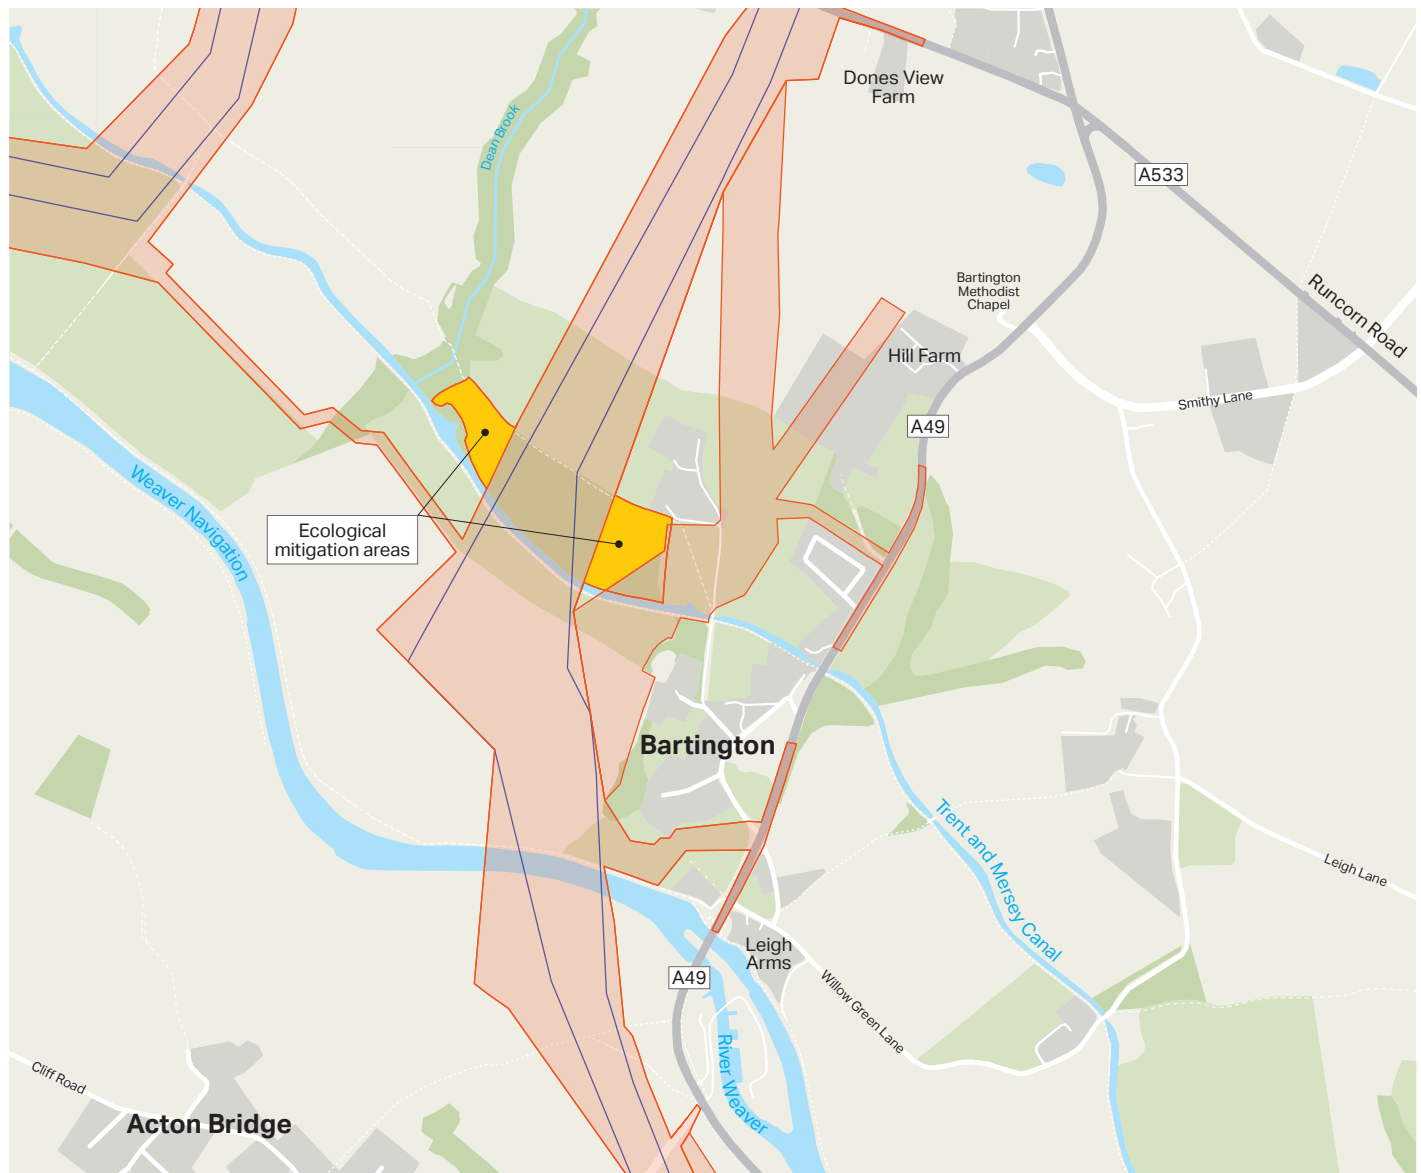 Dones View
Farm
Dean Brook
A533
Bartington
Methodist
Chapel
Runcorn Road
Hill Farm
Smithy Lane
A49
Weaver Navigation
Ecological
mitigation areas
Bartington
Trent and Mersey Canal
Leigh Lane
Leigh
Arms
A49
Willow Green Lane
River Weaver
Cliff Road
Acton Bridge